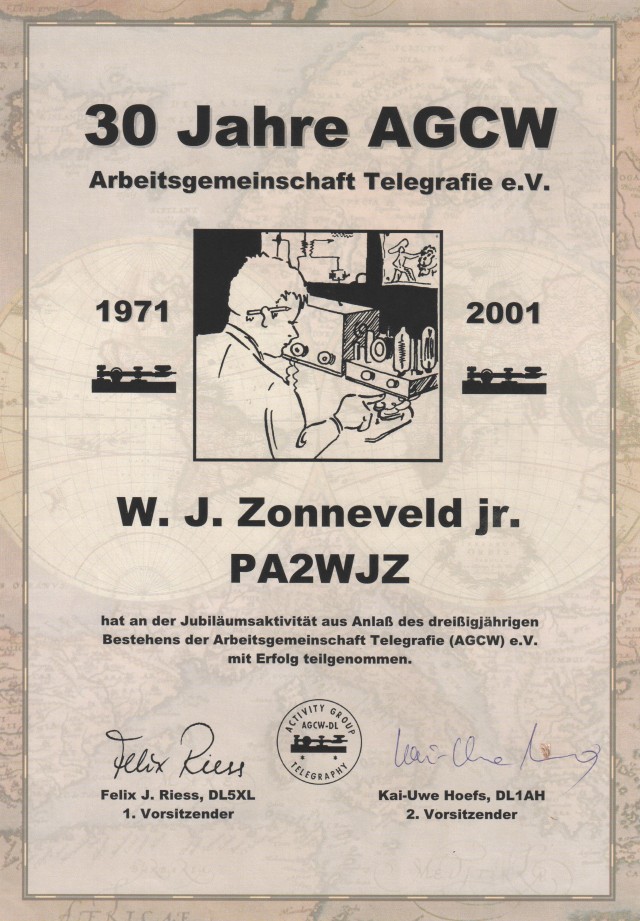 30 Jahre AGCW
Arbeitsgemeinschaft Telegrafie e.V.
1971
2001
W. J. Zonneveld jr.
PA2WJZ
hat an der Jubiläumsaktivität aus Anlaß des dreißigjährigen
Bestehens der Arbeitsgemeinschaft Telegrafie (AGCW) e.V.
mit Erfolg teilgenommen.
ACTIVITY GROUP
AGCW-DL
TELEGRAPHY
Felix Riess
Felix J. Riess, DL5XL
1. Vorsitzender
Kai-Uwe Hoefs, DL1AH
2. Vorsitzender